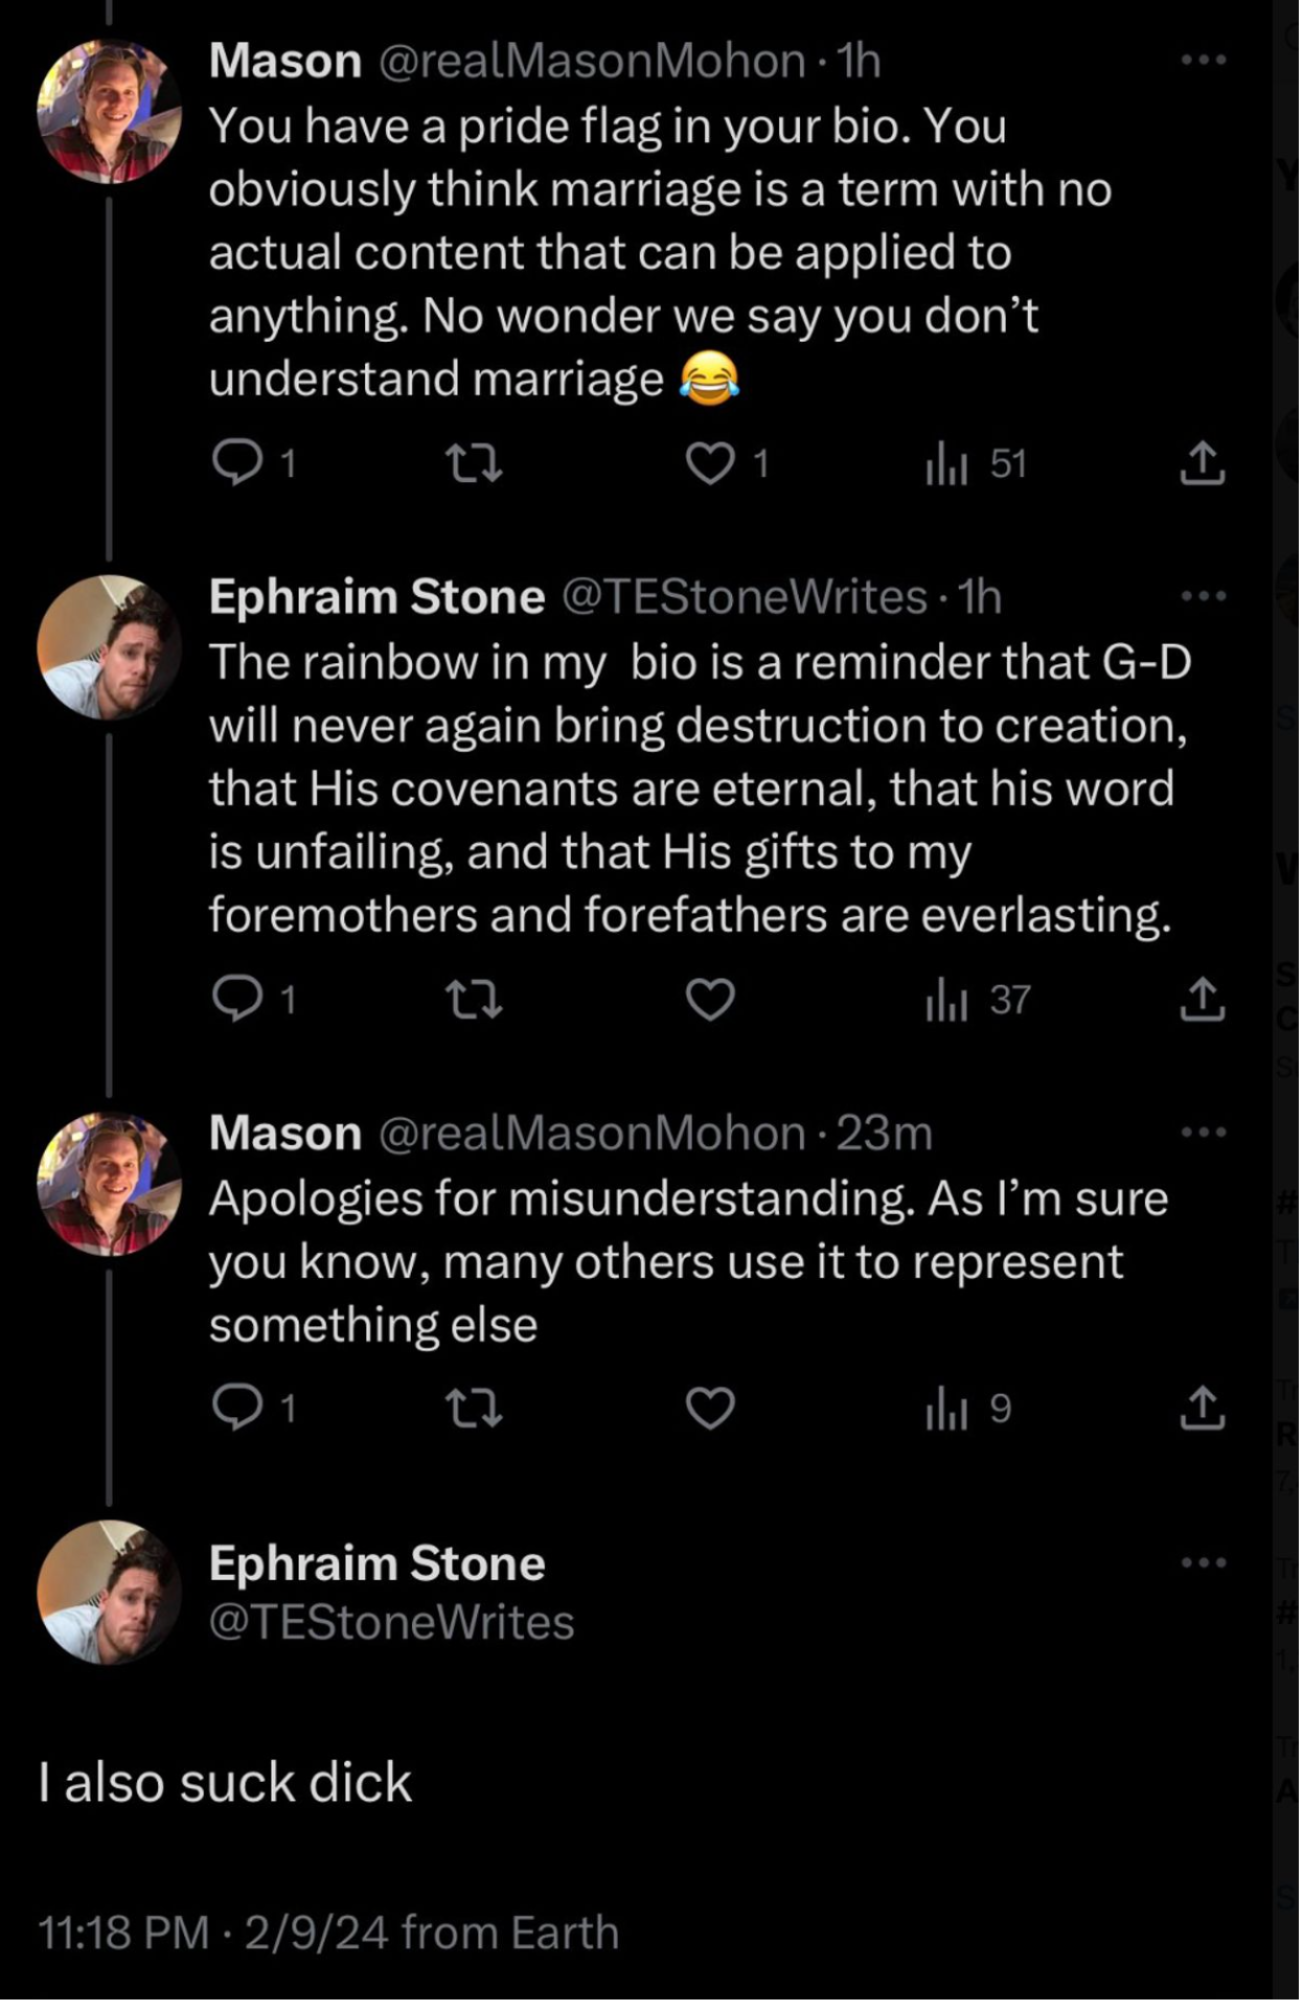 Mason @realMasonMohon · 1h
You have a pride flag in your bio. You
obviously think marriage is a term with no
actual content that can be applied to
anything. No wonder we say you don’t
understand marriage 😂
1 1 51
Ephraim Stone @TEStoneWrites · 1h
The rainbow in my  bio is a reminder that G-D
will never again bring destruction to creation,
that His covenants are eternal, that his word
is unfailing, and that His gifts to my
foremothers and forefathers are everlasting.
1 37
Mason @realMasonMohon · 23m
Apologies for misunderstanding. As I’m sure
you know, many others use it to represent
something else
1 9
Ephraim Stone
@TEStoneWrites
I also suck dick
11:18 PM · 2/9/24 from Earth